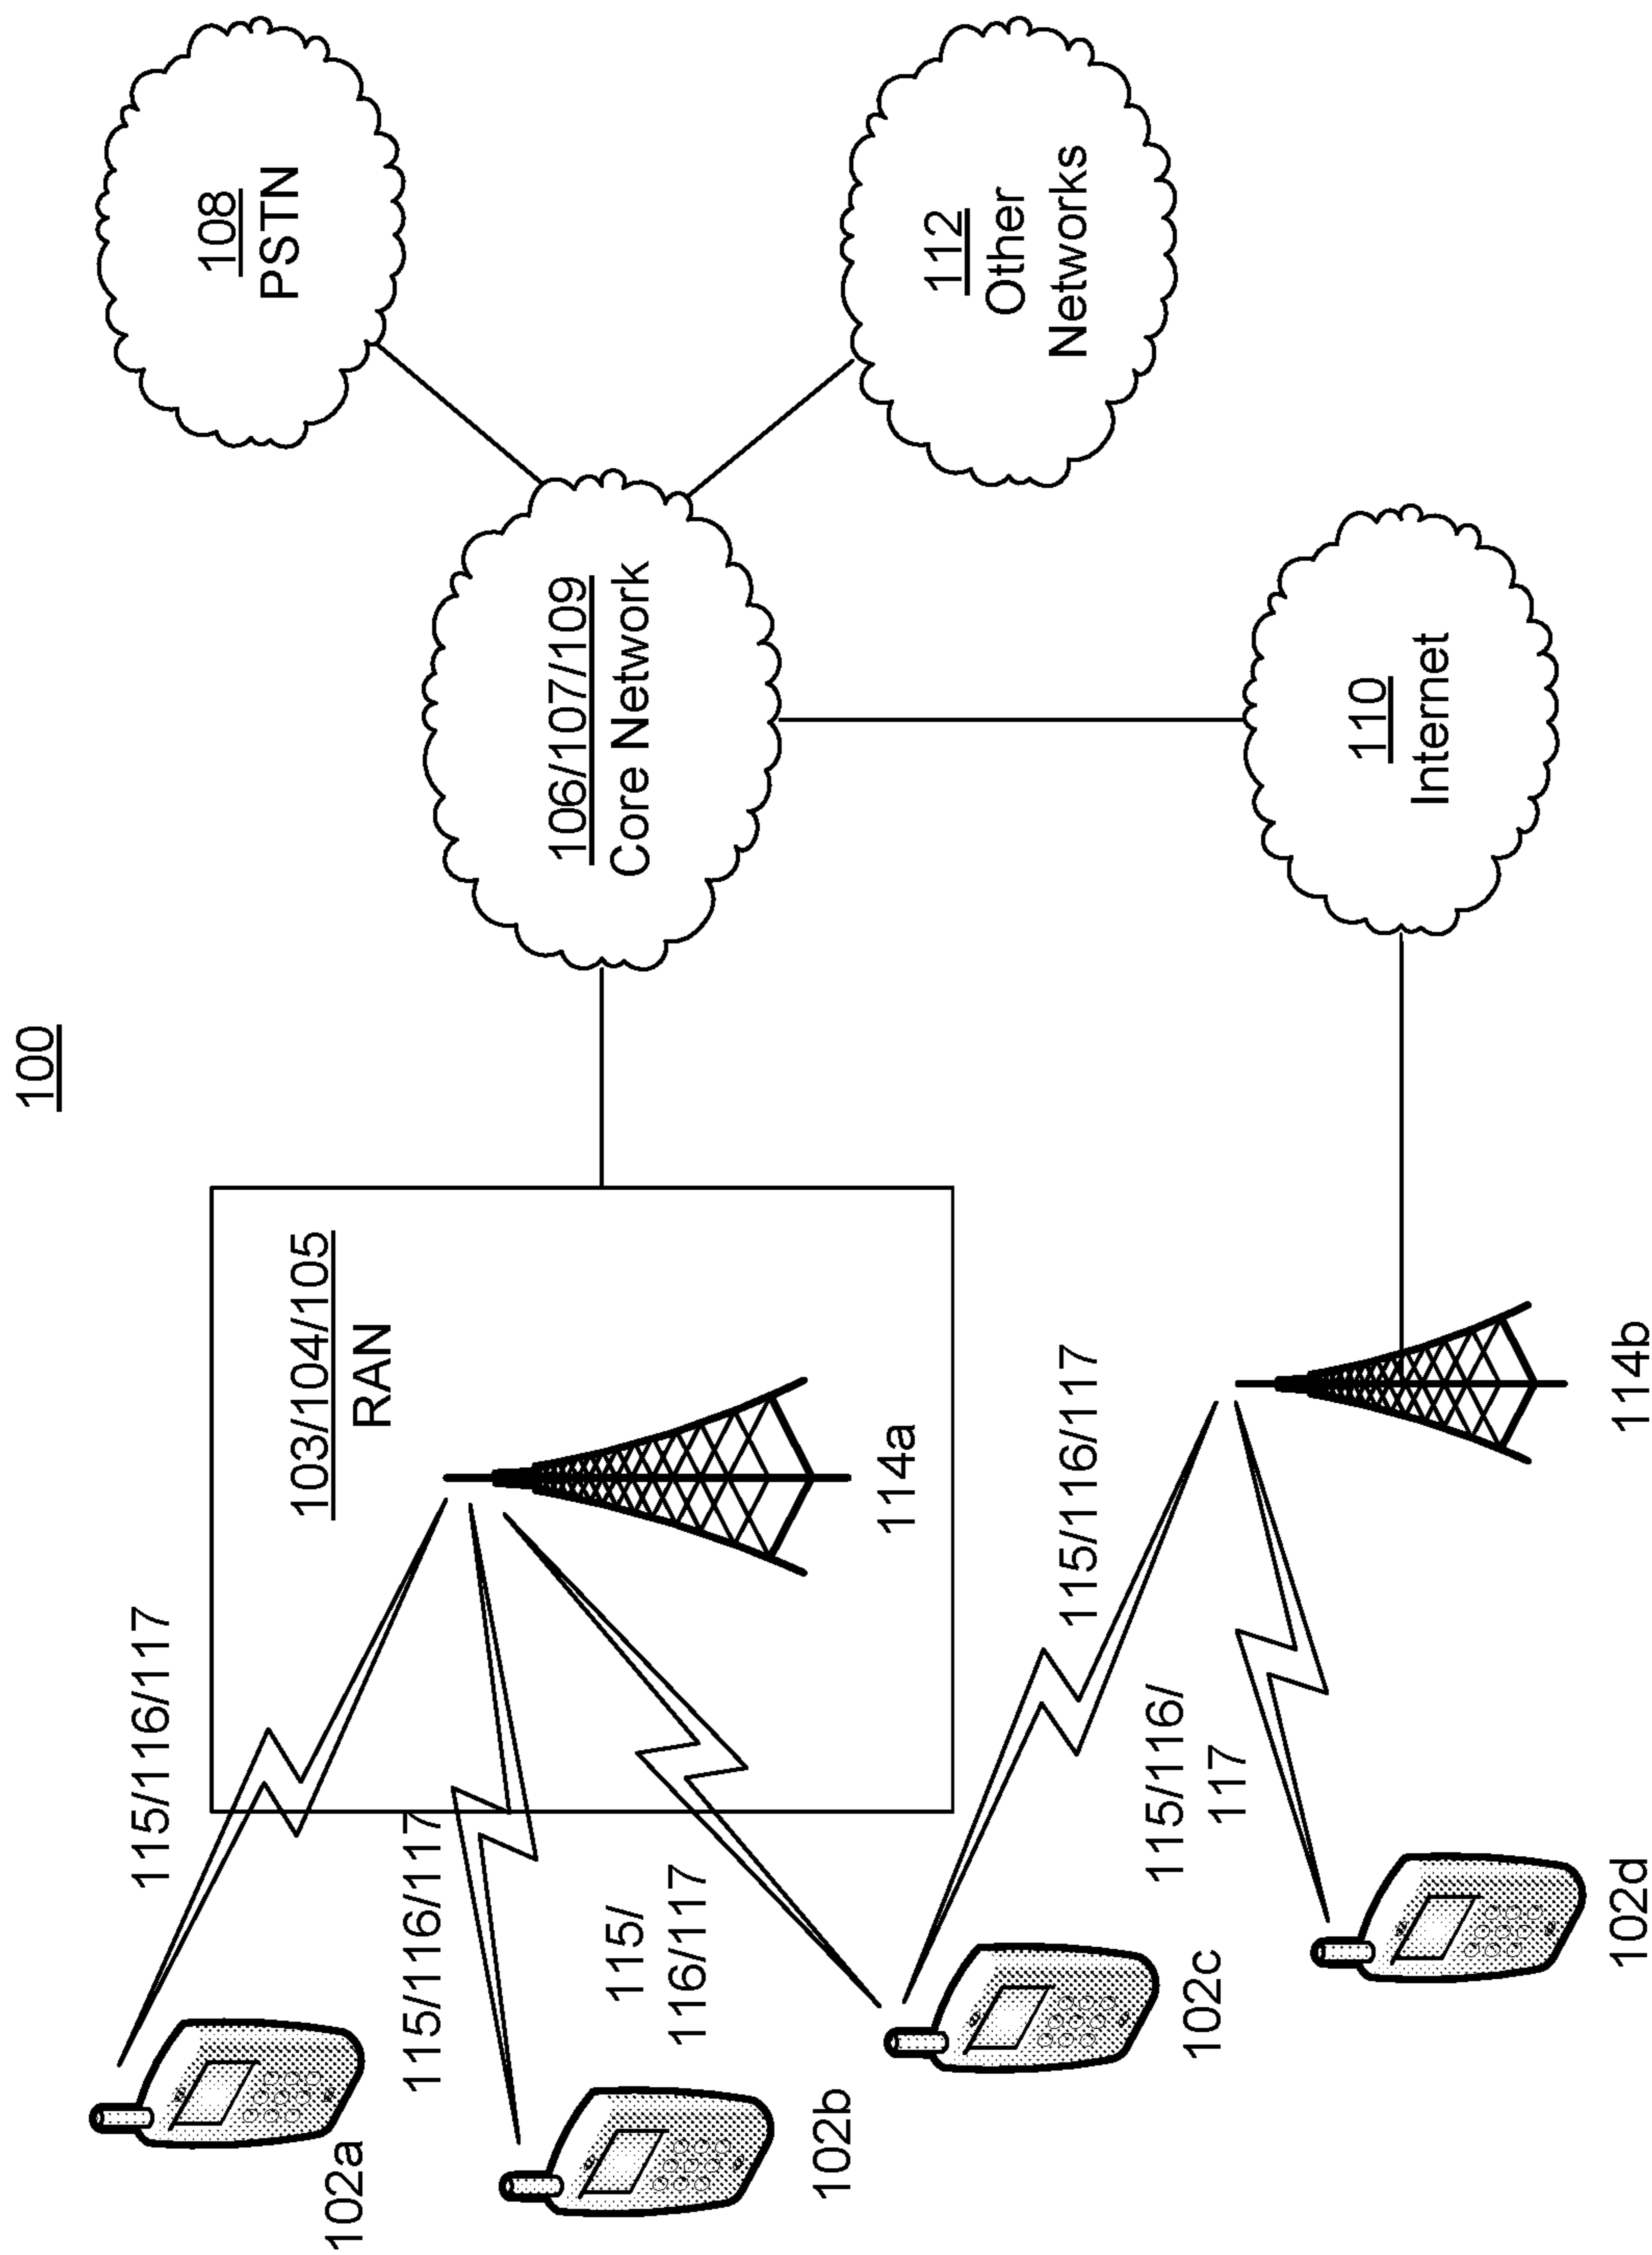 100
115/116/117
103/104/105
RAN
108
PSTN
102a
106/107/109
Core Network
115/116/117
114a
112
Other
Networks
102b
115/
116/117
115/116/117
102c
115/116/
117
110
Internet
102d
114b